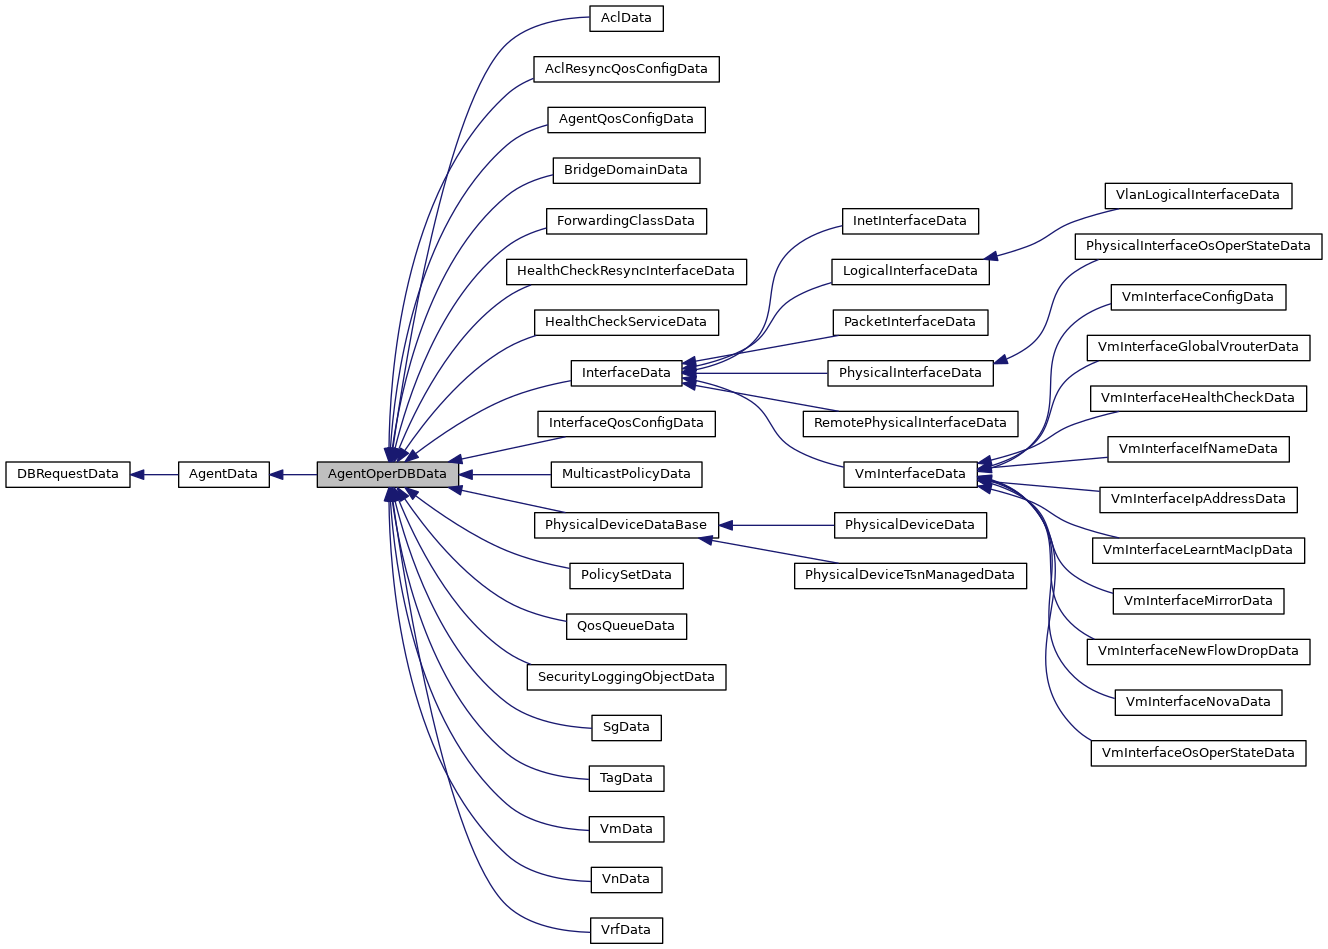 DBRequestData
AgentData
AgentOperDBData
AclData
AclResyncQosConfigData
AgentQosConfigData
BridgeDomainData
ForwardingClassData
HealthCheckResyncInterfaceData
HealthCheckServiceData
InterfaceData
InterfaceQosConfigData
MulticastPolicyData
PhysicalDeviceDataBase
PolicySetData
QosQueueData
SecurityLoggingObjectData
SgData
TagData
VmData
VnData
VrfData
InetInterfaceData
LogicalInterfaceData
PacketInterfaceData
PhysicalInterfaceData
RemotePhysicalInterfaceData
VmInterfaceData
PhysicalDeviceData
PhysicalDeviceTsnManagedData
VlanLogicalInterfaceData
PhysicalInterfaceOsOperStateData
VmInterfaceConfigData
VmInterfaceGlobalVrouterData
VmInterfaceHealthCheckData
VmInterfaceIfNameData
VmInterfaceIpAddressData
VmInterfaceLearntMacIpData
VmInterfaceMirrorData
VmInterfaceNewFlowDropData
VmInterfaceNovaData
VmInterfaceOsOperStateData